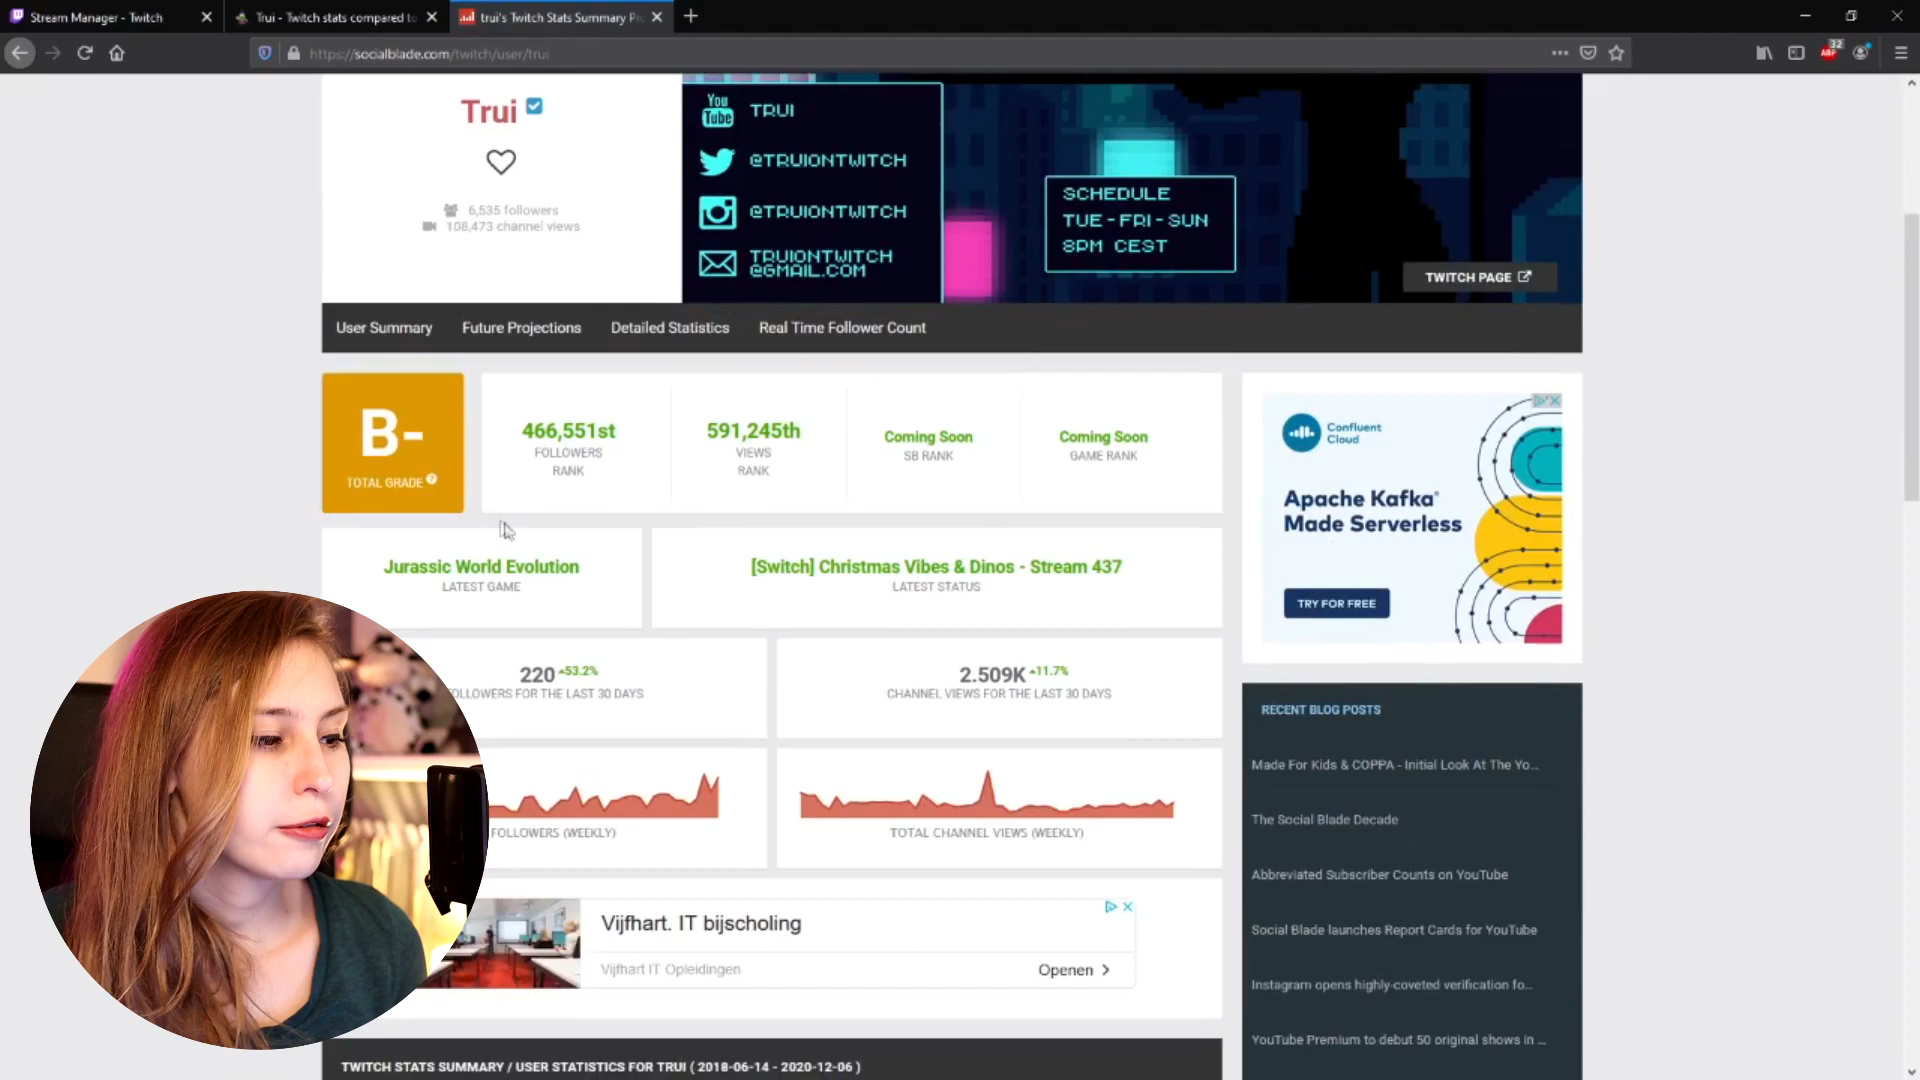 Stream Manager - Twitch
Trui - Twitch stats compared to
trui's Twitch Stats Summary Pr
https://socialblade.com/twitch/user/trui
32
ABP
Trui
6,535 followers
108,473 channel views
You Tube TRUI
@TRUIONTWITCH
@TRUIONTWITCH
TRUIONTWITCH
@GMAIL.COM
SCHEDULE
TUE - FRI - SUN
8PM CEST
TWITCH PAGE
User Summary Future Projections Detailed Statistics Real Time Follower Count
B-
TOTAL GRADE
466,551st
FOLLOWERS
RANK
591,245th
VIEWS
RANK
Coming Soon
SB RANK
Coming Soon
GAME RANK
Jurassic World Evolution
LATEST GAME
[Switch] Christmas Vibes & Dinos - Stream 437
LATEST STATUS
220 +53.2%
FOLLOWERS FOR THE LAST 30 DAYS
2.509K +11.7%
CHANNEL VIEWS FOR THE LAST 30 DAYS
FOLLOWERS (WEEKLY)
TOTAL CHANNEL VIEWS (WEEKLY)
Vijfhart. IT bijscholing
Vijfhart IT Opleidingen
Openen
TWITCH STATS SUMMARY / USER STATISTICS FOR TRUI ( 2018-06-14 - 2020-12-06 )
Confluent
Cloud
Apache Kafka®
Made Serverless
TRY FOR FREE
RECENT BLOG POSTS
Made For Kids & COPPA - Initial Look At The Yo...
The Social Blade Decade
Abbreviated Subscriber Counts on YouTube
Social Blade launches Report Cards for YouTube
Instagram opens highly-coveted verification fo...
YouTube Premium to debut 50 original shows in ...